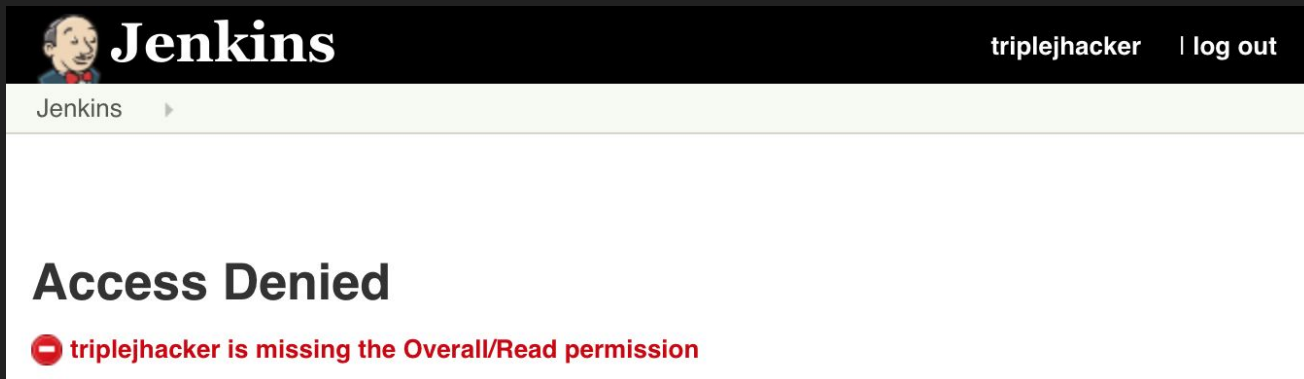 Jenkins
triplejhacker | log out
Jenkins
Access Denied
triplejhacker is missing the Overall/Read permission